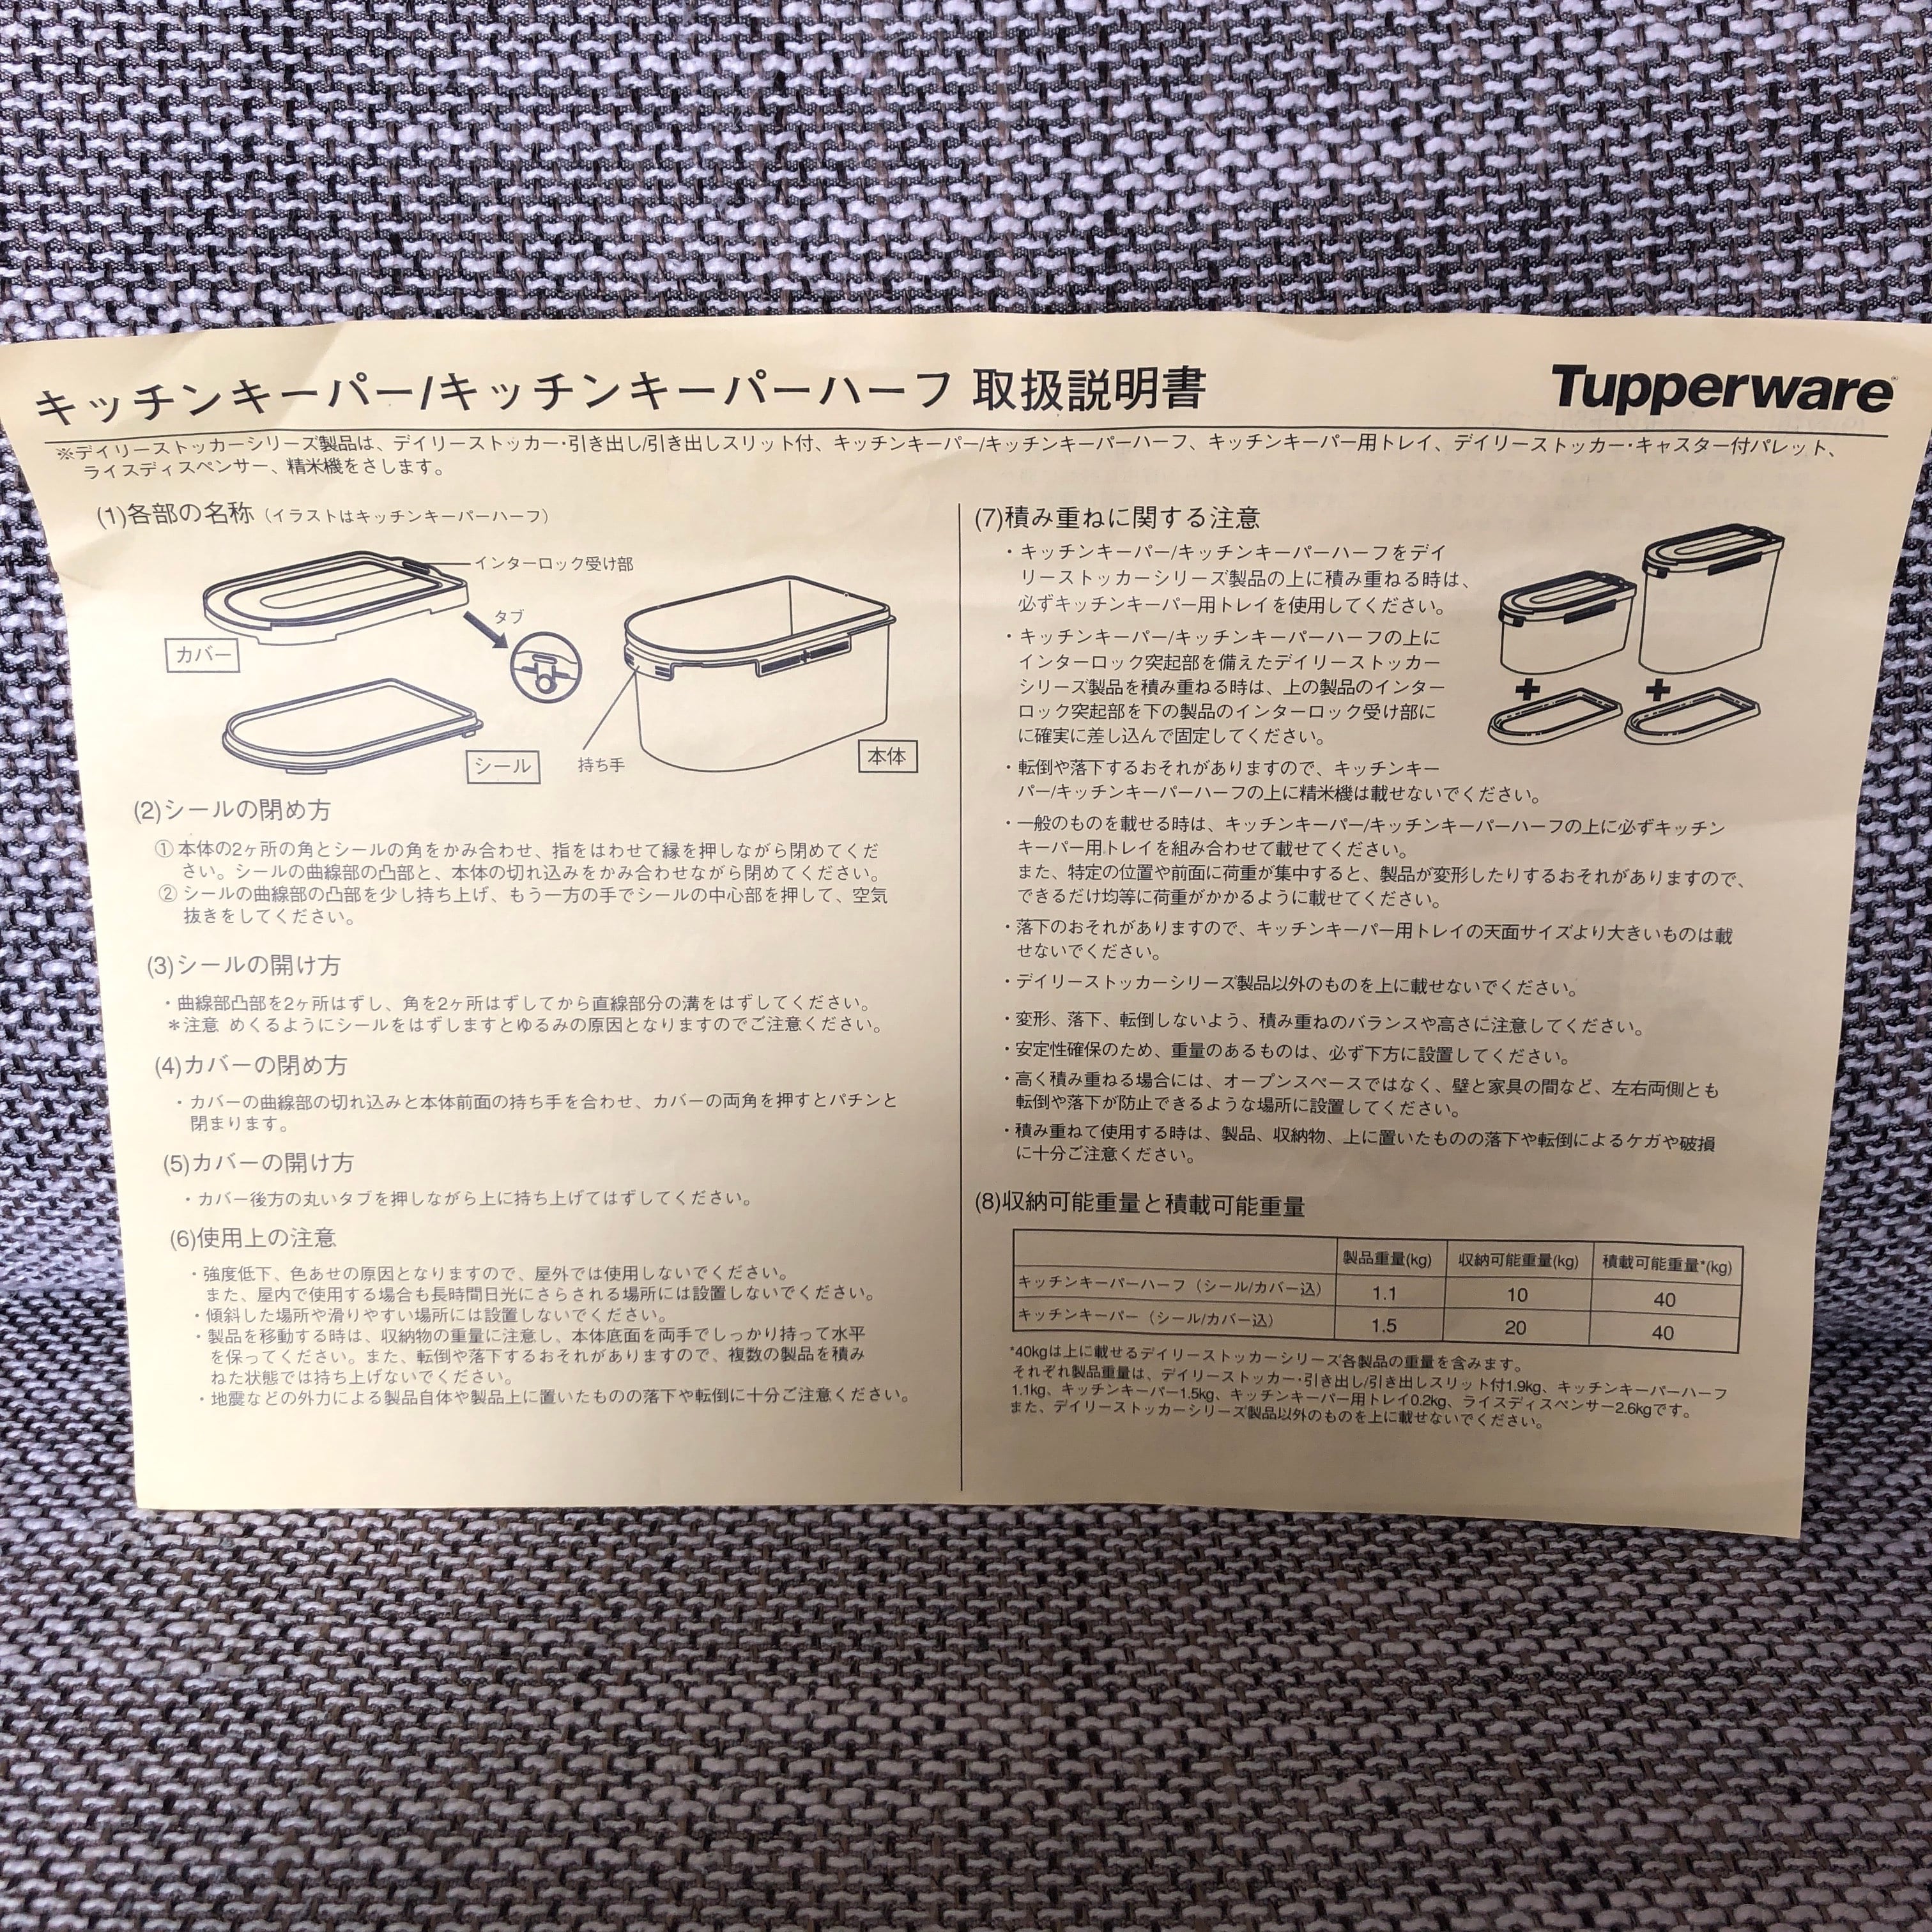 キッチンキーパー/キッチンキーパーハーフ 取扱説明書
Tupperware®
※デイリーストッカーシリーズ製品は、デイリーストッカー・引き出し/引き出しスリット付、キッチンキーパー/キッチンキーパーハーフ、キッチンキーパー用トレイ、デイリーストッカー・キャスター付パレット、
ライスディスペンサー、精米機をさします。
(1)各部の名称（イラストはキッチンキーパーハーフ）
インターロック受け部
タブ
カバー
シール
持ち手
本体
(2)シールの閉め方
① 本体の2ヶ所の角とシールの角をかみ合わせ、指をはわせて縁を押しながら閉めてくだ
さい。シールの曲線部の凸部と、本体の切れ込みをかみ合わせながら閉めてください。
② シールの曲線部の凸部を少し持ち上げ、もう一方の手でシールの中心部を押して、空気
抜きをしてください。
(3)シールの開け方
・曲線部凸部を2ヶ所はずし、角を2ヶ所はずしてから直線部分の溝をはずしてください。
＊注意 めくるようにシールをはずしますとゆるみの原因となりますのでご注意ください。
(4)カバーの閉め方
・カバーの曲線部の切れ込みと本体前面の持ち手を合わせ、カバーの両角を押すとパチンと
閉まります。
(5)カバーの開け方
・カバー後方の丸いタブを押しながら上に持ち上げてはずしてください。
(6)使用上の注意
・強度低下、色あせの原因となりますので、屋外では使用しないでください。
また、屋内で使用する場合も長時間日光にさらされる場所には設置しないでください。
・傾斜した場所や滑りやすい場所には設置しないでください。
・製品を移動する時は、収納物の重量に注意し、本体底面を両手でしっかり持って水平
を保ってください。また、転倒や落下するおそれがありますので、複数の製品を積み
ねた状態では持ち上げないでください。
・地震などの外力による製品自体や製品上に置いたものの落下や転倒に十分ご注意ください。
(7)積み重ねに関する注意
・キッチンキーパー/キッチンキーパーハーフをデイ
リーストッカーシリーズ製品の上に積み重ねる時は、
必ずキッチンキーパー用トレイを使用してください。
・キッチンキーパー/キッチンキーパーハーフの上に
インターロック突起部を備えたデイリーストッカー
シリーズ製品を積み重ねる時は、上の製品のインター
ロック突起部を下の製品のインターロック受け部に
に確実に差し込んで固定してください。
・転倒や落下するおそれがありますので、キッチンキー
パー/キッチンキーパーハーフの上に精米機は載せないでください。
・一般のものを載せる時は、キッチンキーパー/キッチンキーパーハーフの上に必ずキッチン
キーパー用トレイを組み合わせて載せてください。
また、特定の位置や前面に荷重が集中すると、製品が変形したりするおそれがありますので、
できるだけ均等に荷重がかかるように載せてください。
・落下のおそれがありますので、キッチンキーパー用トレイの天面サイズより大きいものは載
せないでください。
・デイリーストッカーシリーズ製品以外のものを上に載せないでください。
・変形、落下、転倒しないよう、積み重ねのバランスや高さに注意してください。
・安定性確保のため、重量のあるものは、必ず下方に設置してください。
・高く積み重ねる場合には、オープンスペースではなく、壁と家具の間など、左右両側とも
転倒や落下が防止できるような場所に設置してください。
・積み重ねて使用する時は、製品、収納物、上に置いたものの落下や転倒によるケガや破損
に十分ご注意ください。
(8)収納可能重量と積載可能重量
製品重量(kg) 収納可能重量(kg) 積載可能重量*(kg)
キッチンキーパーハーフ（シール/カバー込） 1.1 10 40
キッチンキーパー（シール/カバー込） 1.5 20 40
*40kgは上に載せるデイリーストッカーシリーズ各製品の重量を含みます。
それぞれ製品重量は、デイリーストッカー・引き出し/引き出しスリット付1.9kg、キッチンキーパーハーフ
1.1kg、キッチンキーパー1.5kg、キッチンキーパー用トレイ0.2kg、ライスディスペンサー2.6kgです。
また、デイリーストッカーシリーズ製品以外のものを上に載せないでください。